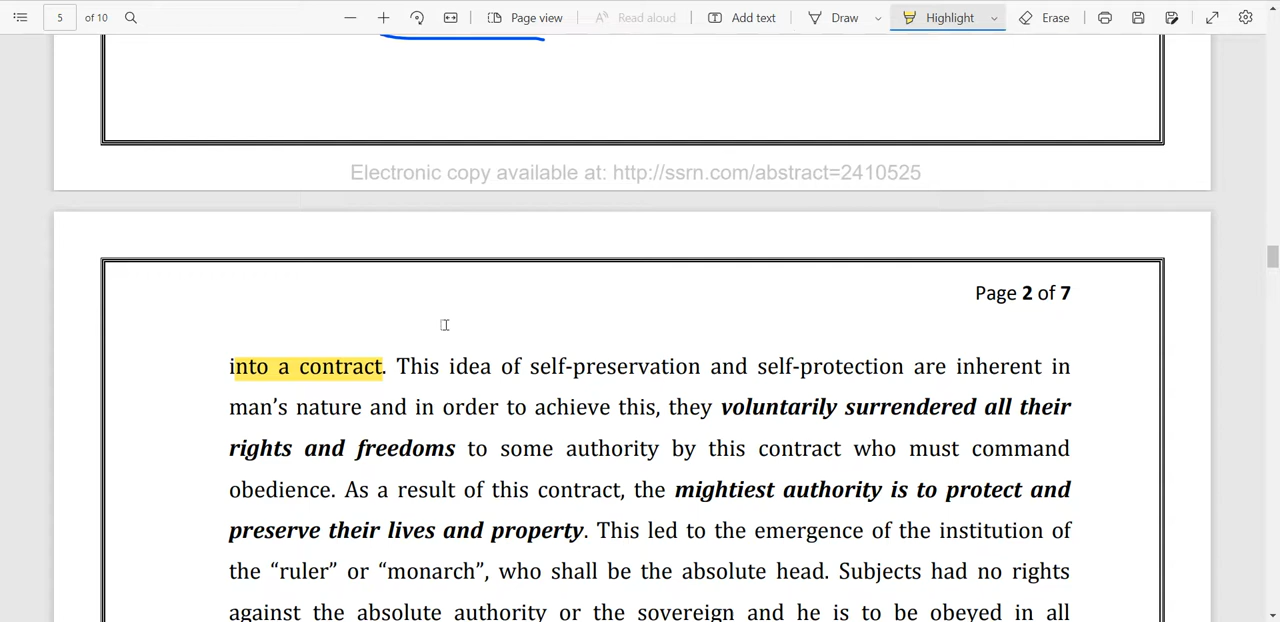 5 of 10 Page view Read aloud Add text Draw Highlight Erase
Electronic copy available at: http://ssrn.com/abstract=2410525
Page 2 of 7
into a contract. This idea of self-preservation and self-protection are inherent in
man’s nature and in order to achieve this, they voluntarily surrendered all their
rights and freedoms to some authority by this contract who must command
obedience. As a result of this contract, the mightiest authority is to protect and
preserve their lives and property. This led to the emergence of the institution of
the “ruler” or “monarch”, who shall be the absolute head. Subjects had no rights
against the absolute authority or the sovereign and he is to be obeyed in all